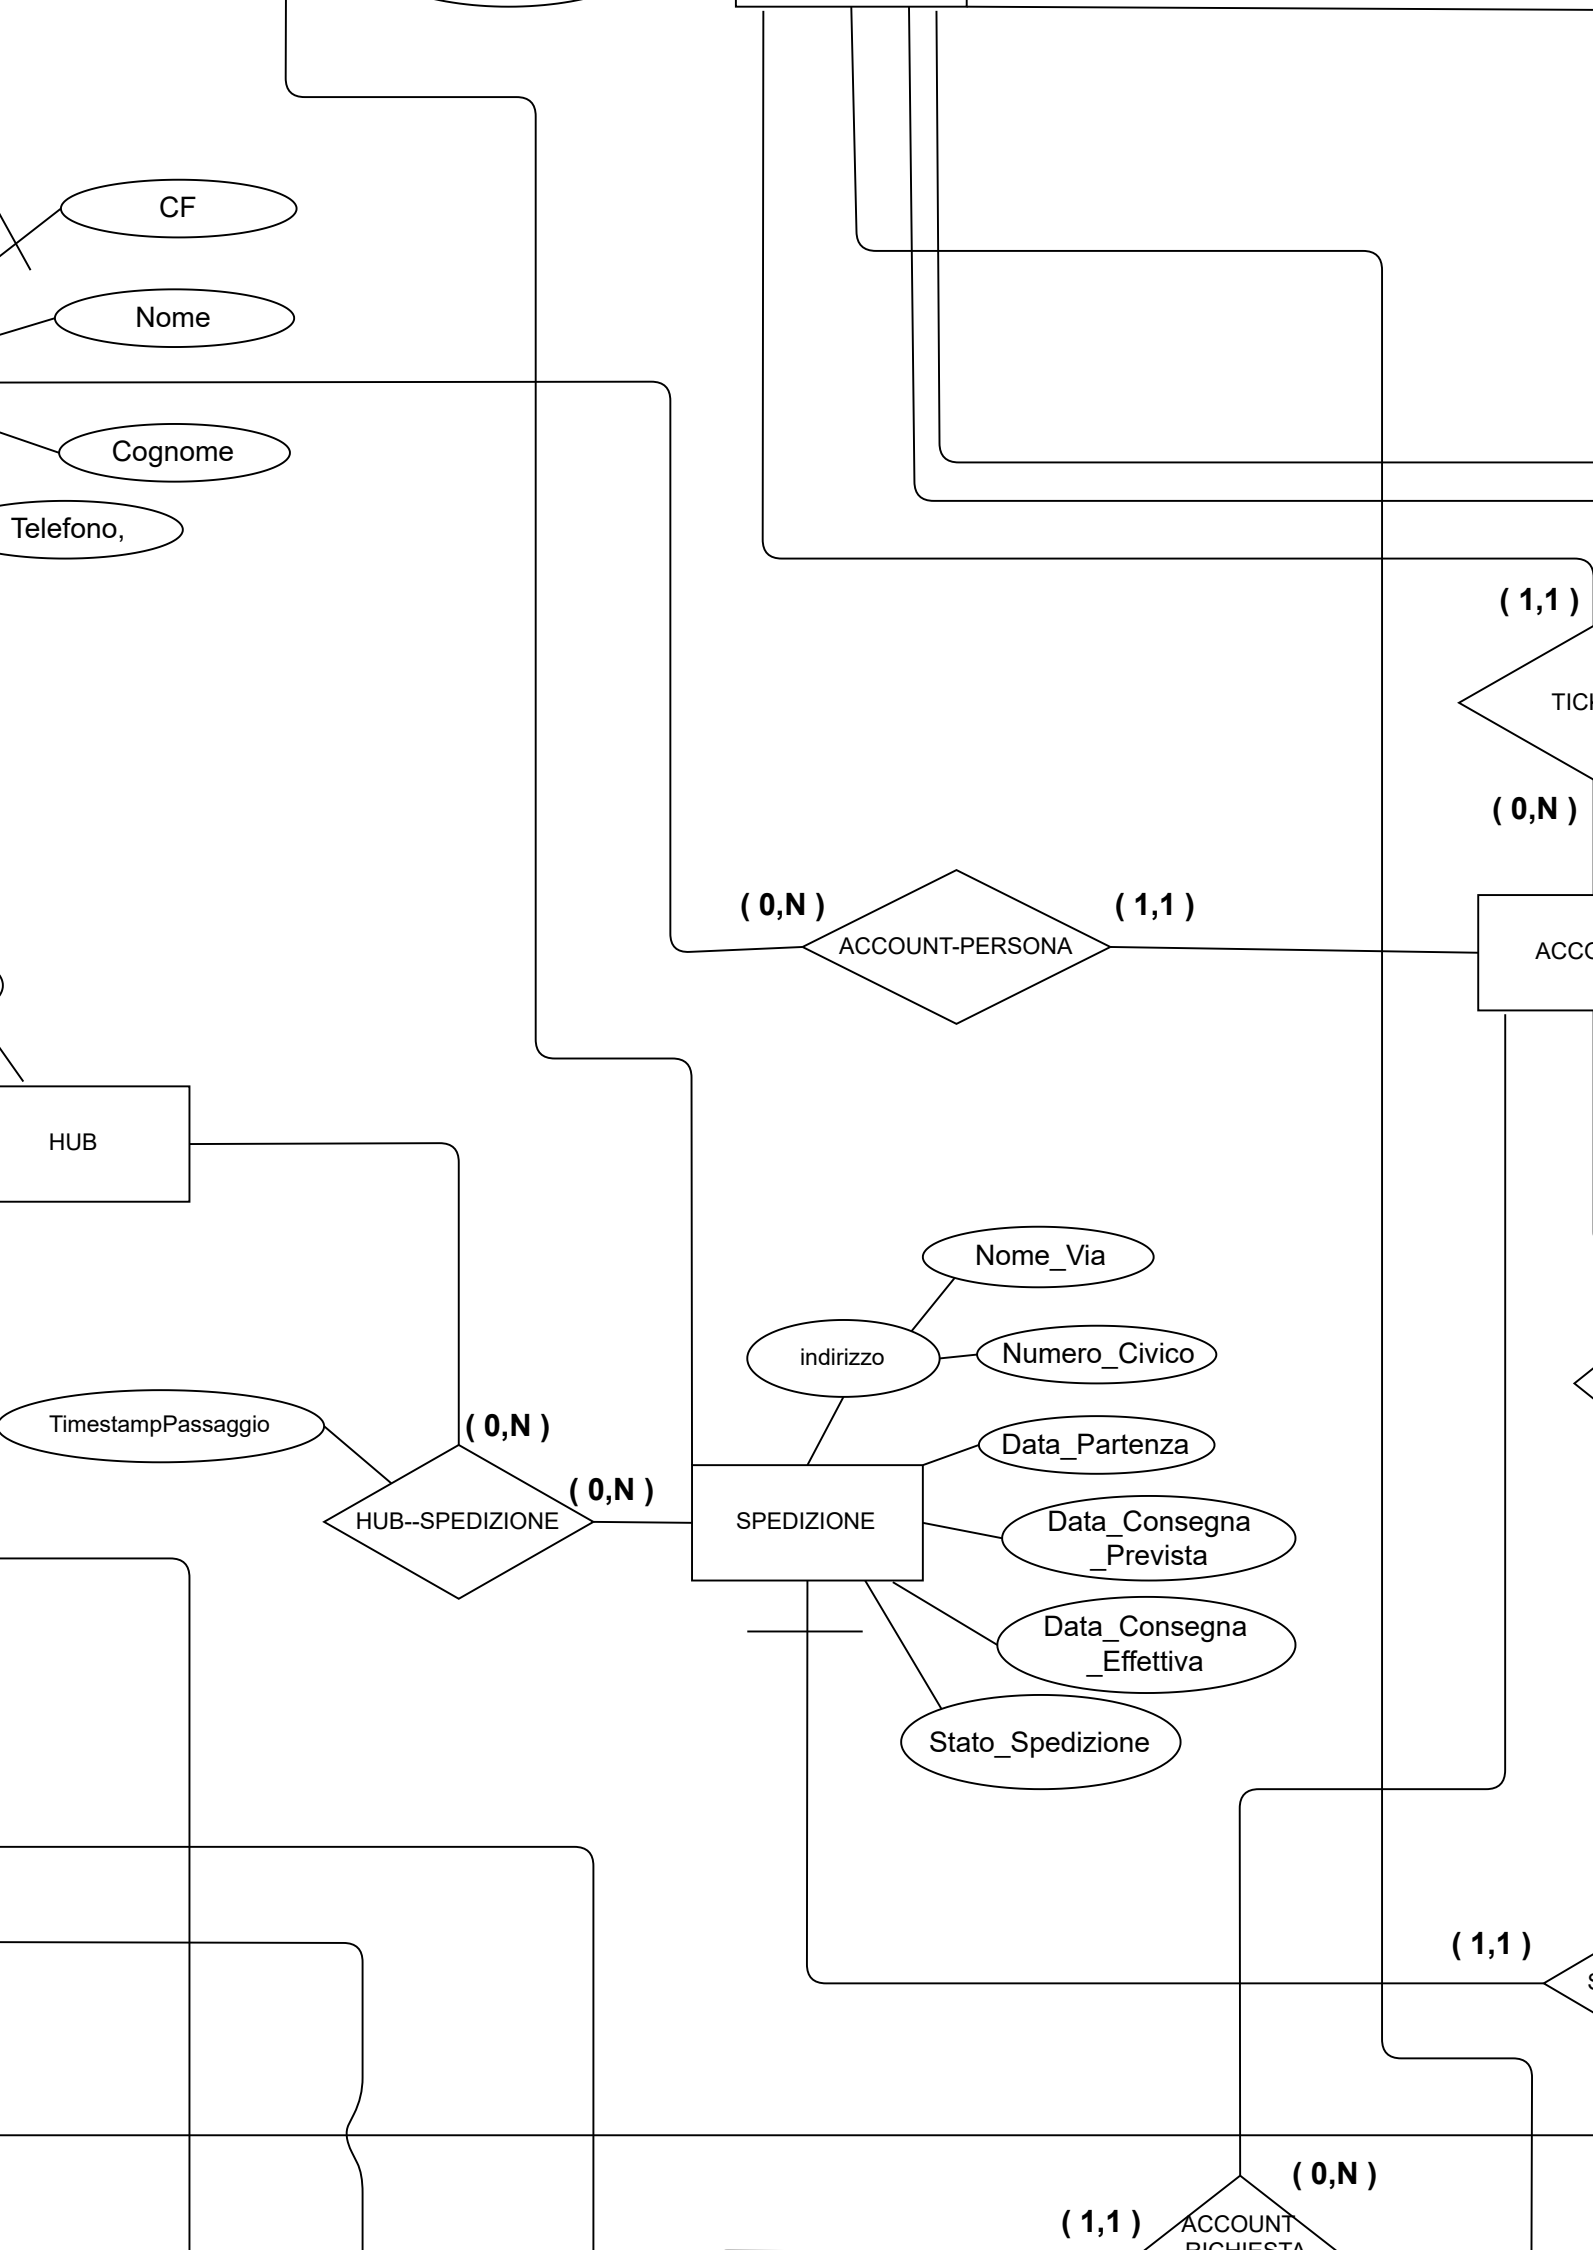 CF
Nome
Cognome
Telefono,
( 1,1 )
( 0,N )
( 0,N )
( 1,1 )
ACCOUNT-PERSONA
HUB
Nome_Via
indirizzo
Numero_Civico
TimestampPassaggio
( 0,N )
Data_Partenza
( 0,N )
HUB--SPEDIZIONE
SPEDIZIONE
Data_Consegna
_Prevista
Data_Consegna
_Effettiva
Stato_Spedizione
( 1,1 )
( 0,N )
( 1,1 )
ACCOUNT
RICHIESTA